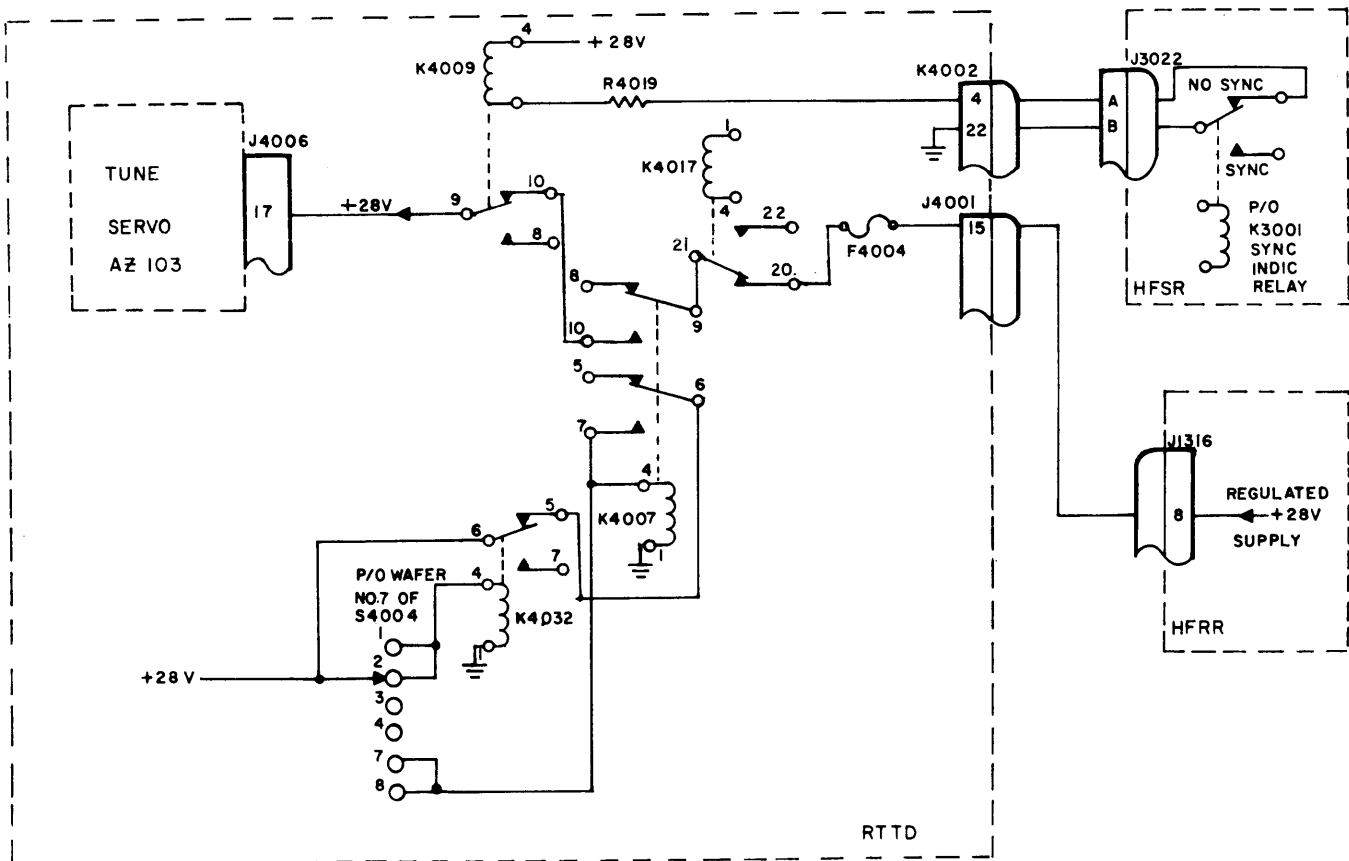 4
+28V
K4009
R4019
K4002
4
22
J3022
A
B
NO SYNC
SYNC
P/O
K3001
SYNC
INDIC
RELAY
HFSR
TUNE
SERVO
AZ 103
J4006
17
+28V
9
10
8
1
K4017
4
22
21
20.
F4004
J4001
15
8
9
10
5
6
7
4
K4007
1
5
6
7
4
K4032
1
P/O WAFER
NO.7 OF
S4004
1
2
3
4
7
8
+28V
J1316
8
REGULATED
+28V
SUPPLY
HFRR
RTTD